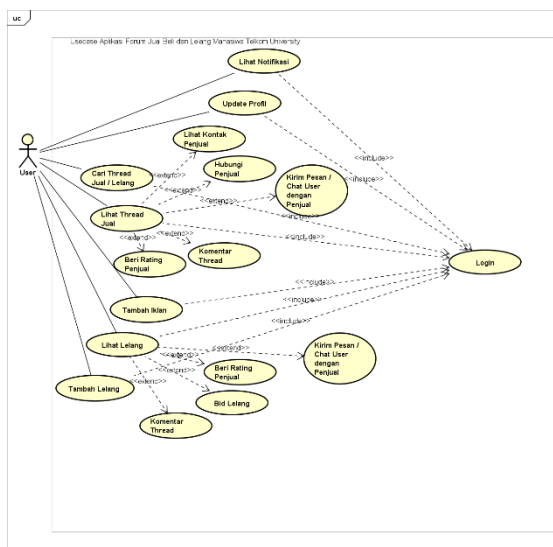 uc
Usecase Aplikasi Forum Jual Beli dan Lelang Mahasiswa Telkom University
Lihat Notifikasi
Update Profil
Lihat Kontak
Penjual
<<include>>
User
Cari Thread
Jual / Lelang
<<extend>>
Hubungi
Penjual
Kirim Pesan /
Chat User
dengan
Penjual
<<include>>
<<extend>>
<<extend>>
Lihat Thread
Jual
<<include>>
<<extend>>
<<extend>>
Komentar
Thread
<<include>>
Beri Rating
Penjual
Login
Tambah Iklan
<<include>>
<<include>>
<<include>>
Lihat Lelang
<<extend>>
<<extend>>
Kirim Pesan /
Chat User
dengan
Penjual
Beri Rating
Penjual
<<extend>>
<<extend>>
Tambah Lelang
Bid Lelang
Komentar
Thread